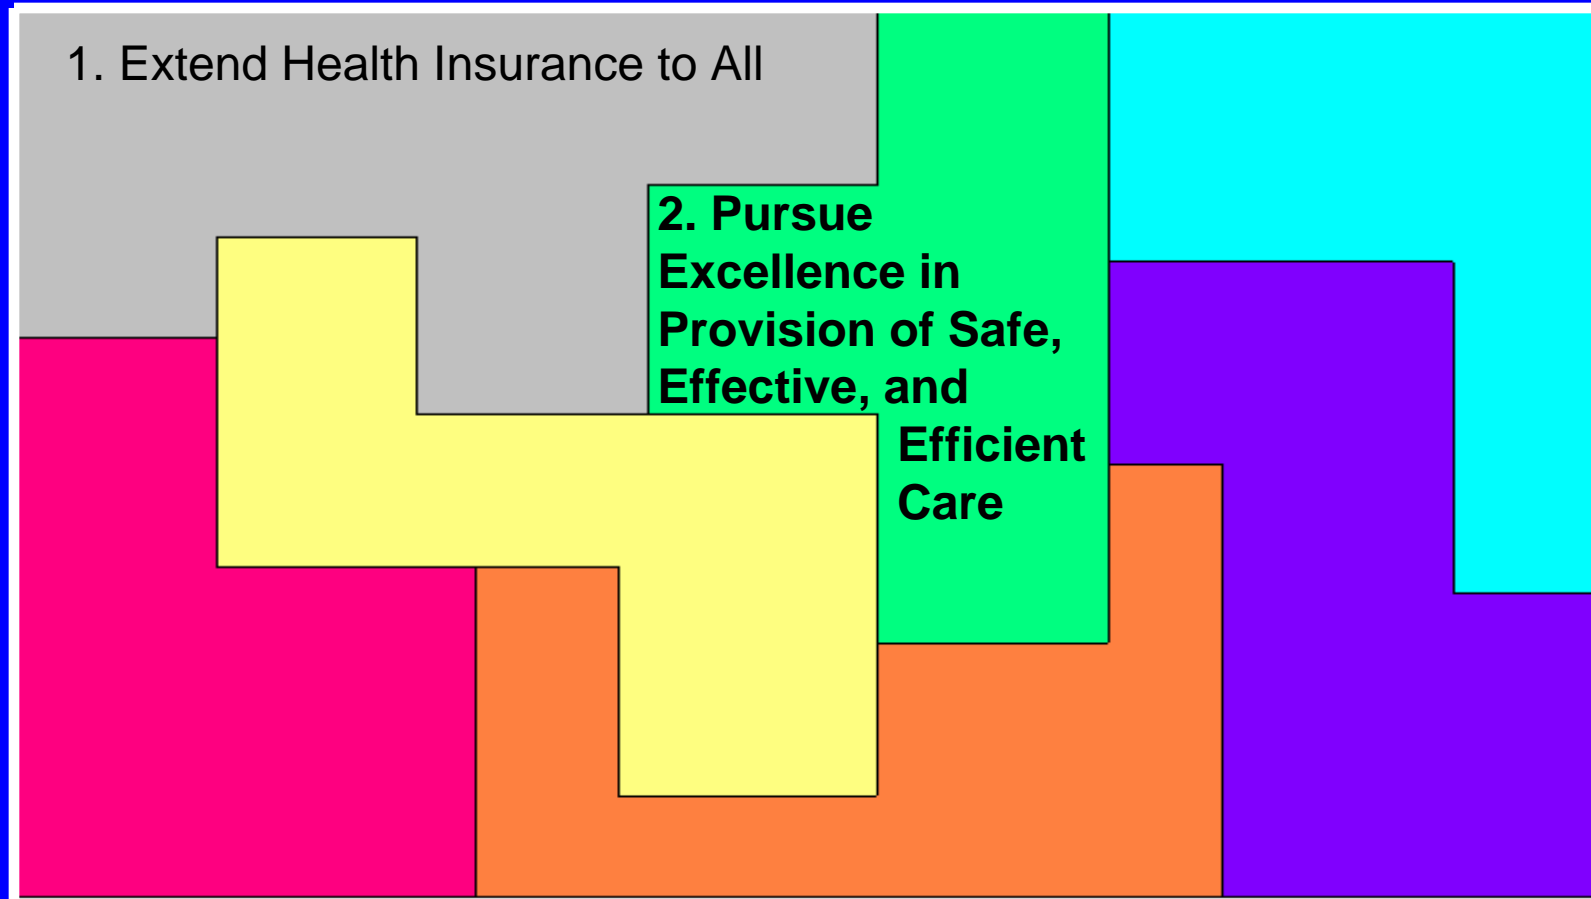 1. Extend Health Insurance to All
2. Pursue
Excellence in
Provision of Safe,
Effective, and
Efficient
Care